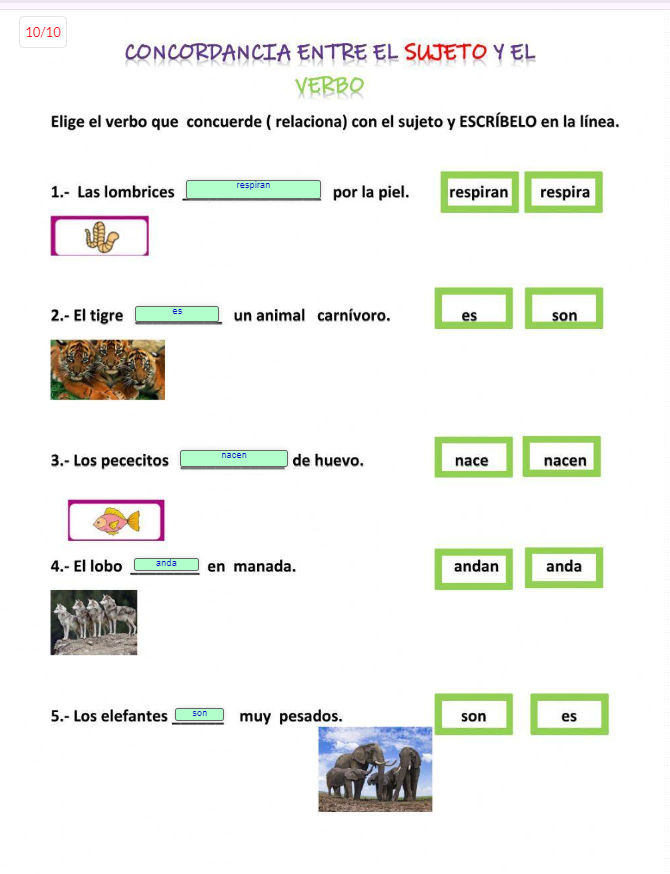 10/10
CONCORDANCIA ENTRE EL SUJETO Y EL
VERBO
Elige el verbo que concuerde ( relaciona) con el sujeto y ESCRÍBELO en la línea.
1.- Las lombrices respiran por la piel. respiran respira
2.- El tigre es un animal carnívoro. es son
3.- Los pececitos nacen de huevo. nace nacen
4.- El lobo anda en manada. andan anda
5.- Los elefantes son muy pesados. son es